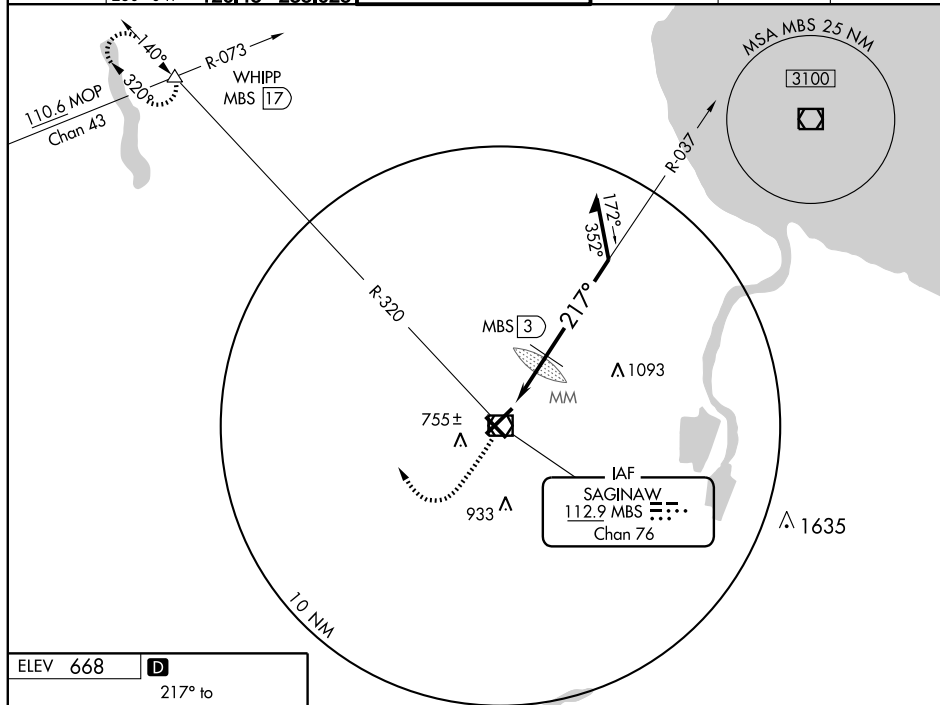 120.45
R-073
140°
320°
WHIPP
MBS 17
110.6 MOP
Chan 43
MSA MBS 25 NM
3100
R-037
172°
352°
R-320
217°
MBS 3
1093
MM
755±
IAF
SAGINAW
112.9 MBS
Chan 76
933
1635
10 NM
ELEV 668
D
217° to